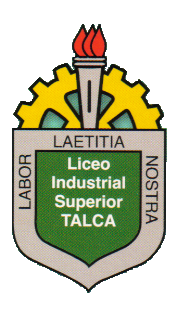 LABOR
LAETITIA
NOSTRA
Liceo
Industrial
Superior
TALCA